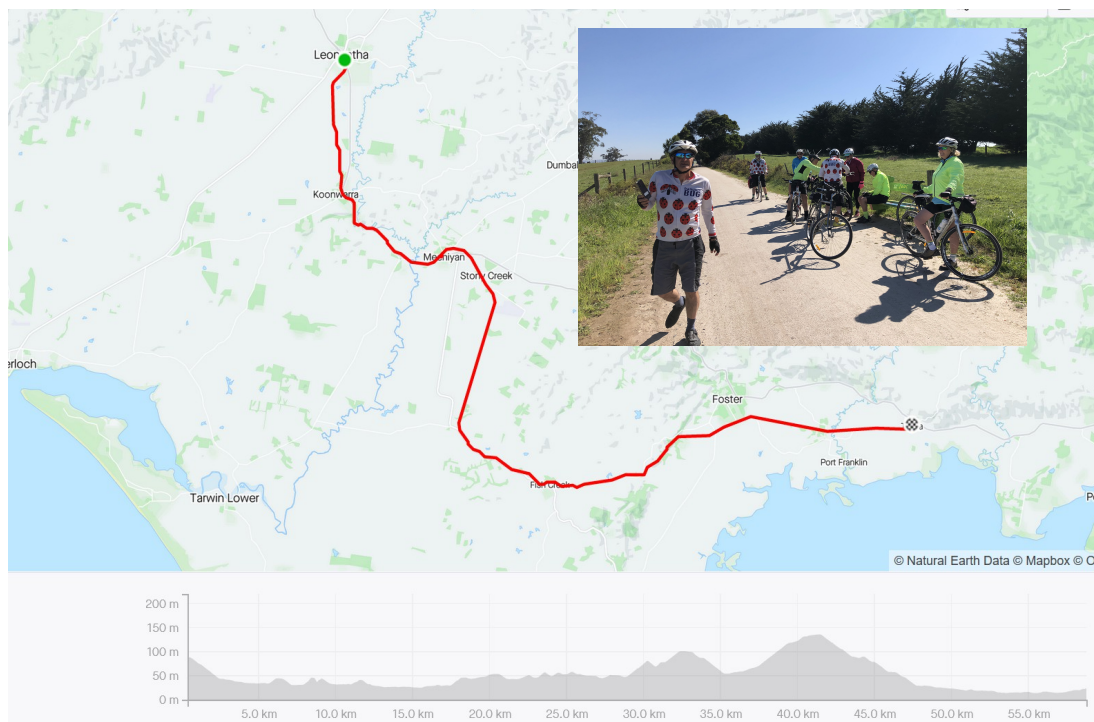 Leongatha
Dumbal
Koonwarra
Meeniyan
Stony Creek
erloch
Foster
Port Franklin
Tarwin Lower
Fish Creek
P
© Natural Earth Data © Mapbox © O
BUG
200 m
150 m
100 m
50 m
0 m
5.0 km
10.0 km
15.0 km
20.0 km
25.0 km
30.0 km
35.0 km
40.0 km
45.0 km
50.0 km
55.0 km